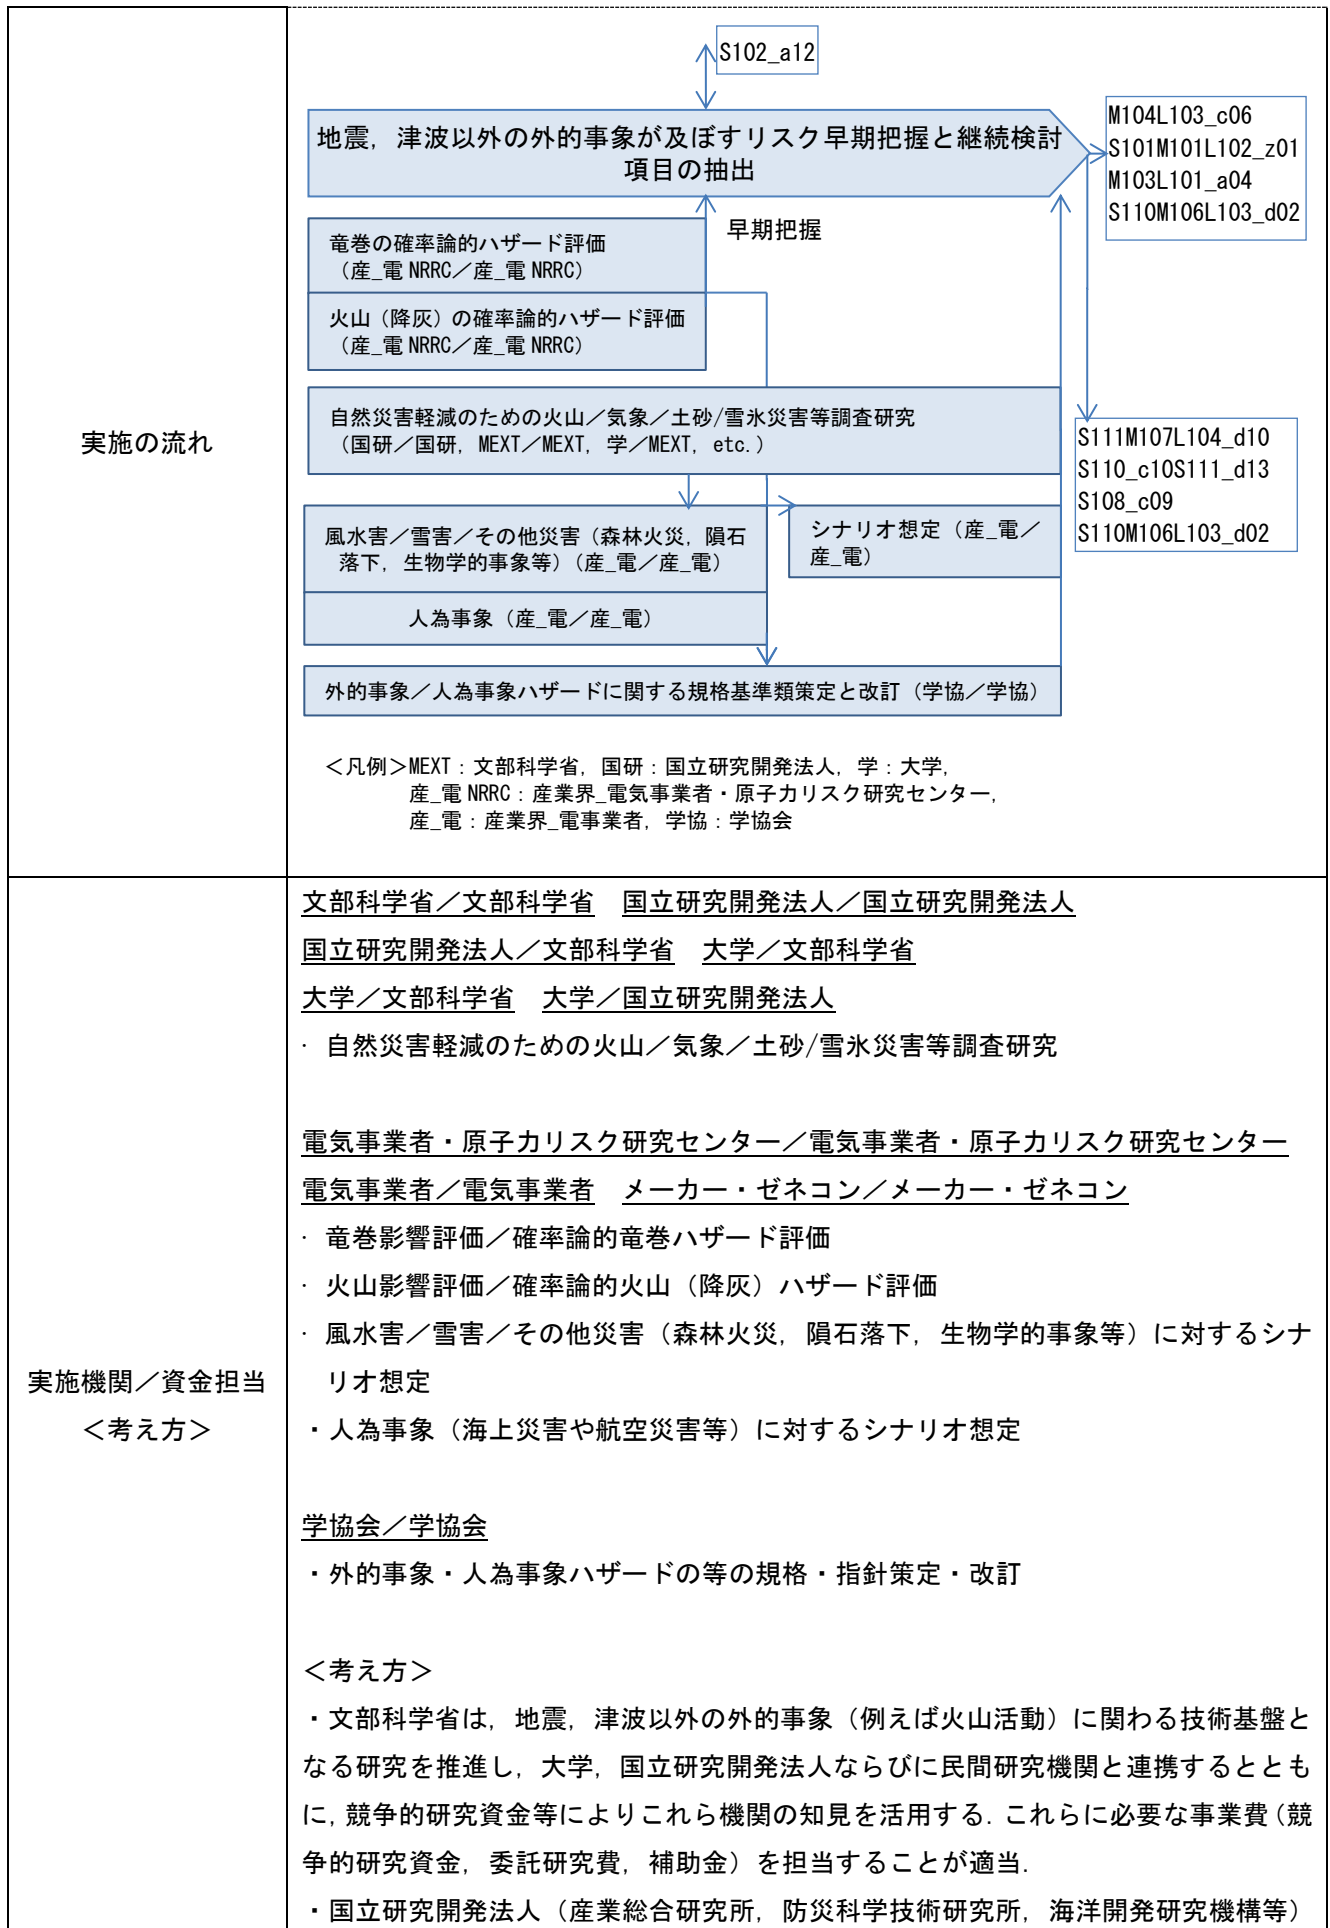 実施の流れ
S102_a12
地震，津波以外の外的事象が及ぼすリスク早期把握と継続検討
項目の抽出
M104L103_c06
S101M101L102_z01
M103L101_a04
S110M106L103_d02
早期把握
竜巻の確率論的ハザード評価
（産_電 NRRC／産_電 NRRC）
火山（降灰）の確率論的ハザード評価
（産_電 NRRC／産_電 NRRC）
自然災害軽減のための火山／気象／土砂/雪氷災害等調査研究
（国研／国研，MEXT／MEXT，学／MEXT，etc.）
S111M107L104_d10
S110_c10S111_d13
S108_c09
S110M106L103_d02
風水害／雪害／その他災害（森林火災，隕石
落下，生物学的事象等）（産_電／産_電）
シナリオ想定（産_電／
産_電）
人為事象（産_電／産_電）
外的事象／人為事象ハザードに関する規格基準類策定と改訂（学協／学協）
＜凡例＞MEXT：文部科学省，国研：国立研究開発法人，学：大学，
産_電 NRRC：産業界_電気事業者・原子力リスク研究センター，
産_電：産業界_電事業者，学協：学協会
実施機関／資金担当
＜考え方＞
文部科学省／文部科学省　国立研究開発法人／国立研究開発法人
国立研究開発法人／文部科学省　大学／文部科学省
大学／文部科学省　大学／国立研究開発法人
・ 自然災害軽減のための火山／気象／土砂/雪氷災害等調査研究
電気事業者・原子力リスク研究センター／電気事業者・原子力リスク研究センター
電気事業者／電気事業者　メーカー・ゼネコン／メーカー・ゼネコン
・ 竜巻影響評価／確率論的竜巻ハザード評価
・ 火山影響評価／確率論的火山（降灰）ハザード評価
・ 風水害／雪害／その他災害（森林火災，隕石落下，生物学的事象等）に対するシナ
リオ想定
・人為事象（海上災害や航空災害等）に対するシナリオ想定
学協会／学協会
・外的事象・人為事象ハザードの等の規格・指針策定・改訂
＜考え方＞
・文部科学省は，地震，津波以外の外的事象（例えば火山活動）に関わる技術基盤と
なる研究を推進し，大学，国立研究開発法人ならびに民間研究機関と連携するととも
に，競争的研究資金等によりこれら機関の知見を活用する．これらに必要な事業費（競
争的研究資金，委託研究費，補助金）を担当することが適当．
・国立研究開発法人（産業総合研究所，防災科学技術研究所，海洋開発研究機構等）